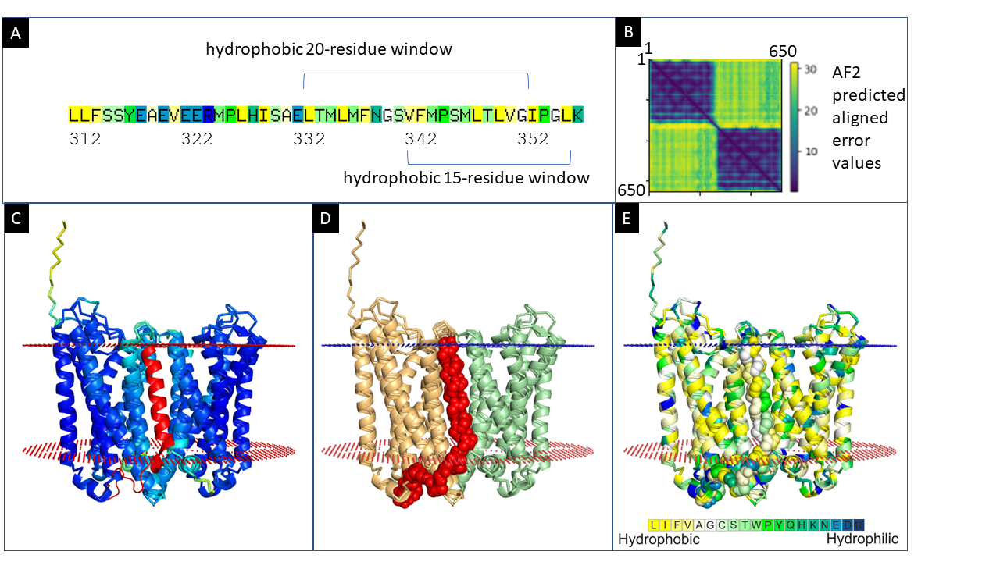 A
hydrophobic 20-residue window
LLFSSYEAEVEERMPLHISAELTMLMFNGSVFMPSMLTLVGIPGLK
312 322 332 342 352
hydrophobic 15-residue window
B
1
650
1
650
30
20
10
AF2
predicted
aligned
error
values
C
D
E
L I F V A G C S T W P Y Q H K N E D R
Hydrophobic
Hydrophilic